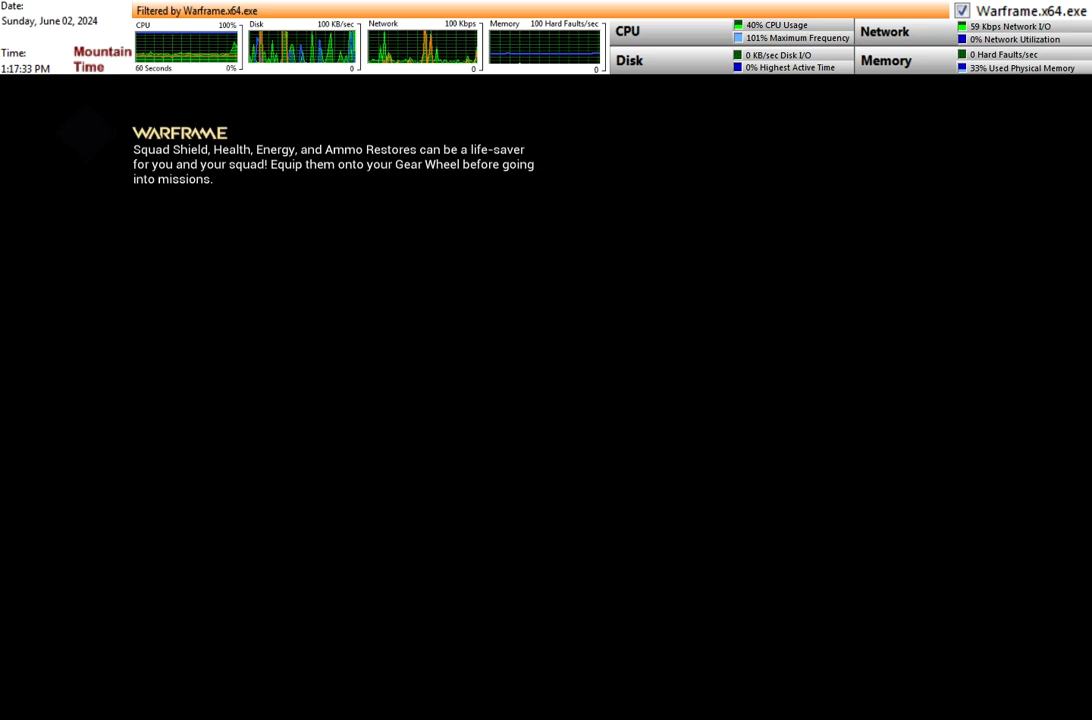 Date:
Sunday, June 02, 2024
Time:
1:17:33 PM
Mountain
Time
Filtered by Warframe.x64.exe
CPU 100%
60 Seconds 0%
Disk 100 KB/sec
0
Network 100 Kbps
0
Memory 100 Hard Faults/sec
0
CPU
40% CPU Usage
101% Maximum Frequency
Disk
0 KB/sec Disk I/O
0% Highest Active Time
Warframe.x64.exe
Network
59 Kbps Network I/O
0% Network Utilization
Memory
0 Hard Faults/sec
33% Used Physical Memory
WARFRAME
Squad Shield, Health, Energy, and Ammo Restores can be a life-saver
for you and your squad! Equip them onto your Gear Wheel before going
into missions.